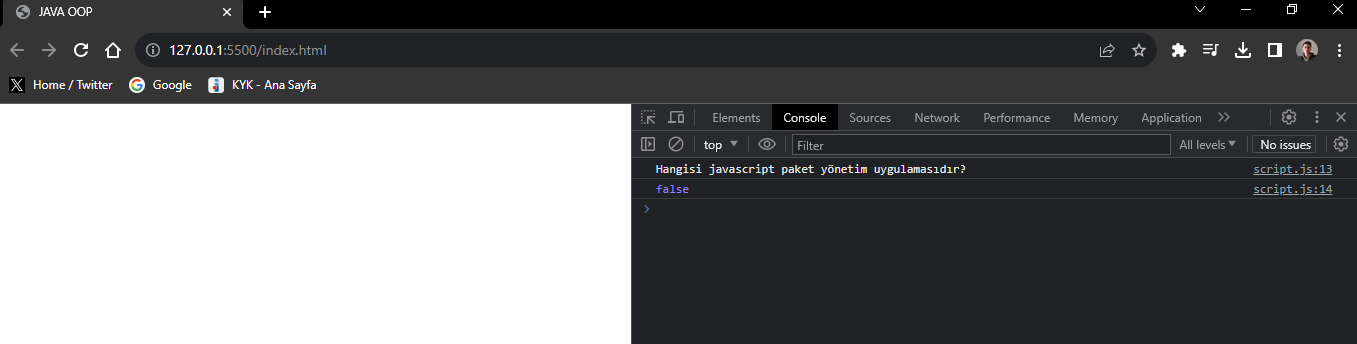 JAVA OOP
127.0.0.1:5500/index.html
Home / Twitter Google KYK - Ana Sayfa
Elements Console Sources Network Performance Memory Application
top Filter All levels No issues
Hangisi javascript paket yönetim uygulamasıdır? script.js:13
false script.js:14